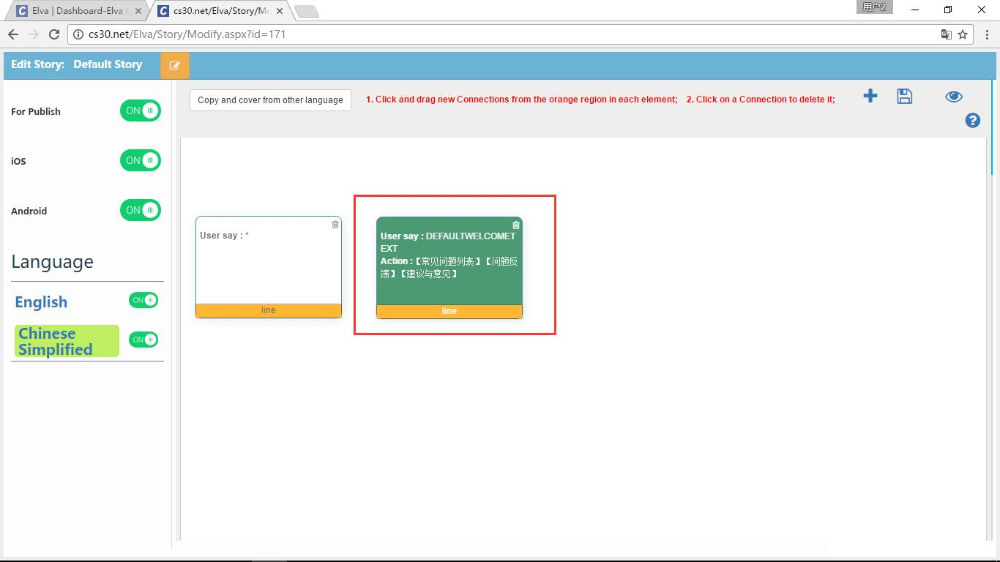 Elva | Dashboard-Elva
cs30.net/Elva/Story/Mo
用户2
cs30.net/Elva/Story/Modify.aspx?id=171
Edit Story: Default Story
Copy and cover from other language
1. Click and drag new Connections from the orange region in each element; 2. Click on a Connection to delete it;
For Publish
ON
iOS
ON
Android
ON
Language
English
ON
Chinese
Simplified
ON
User say : *
line
User say : DEFAULTWELCOMET
EXT
Action :【常见问题列表】【问题反
馈】【建议与意见】
line